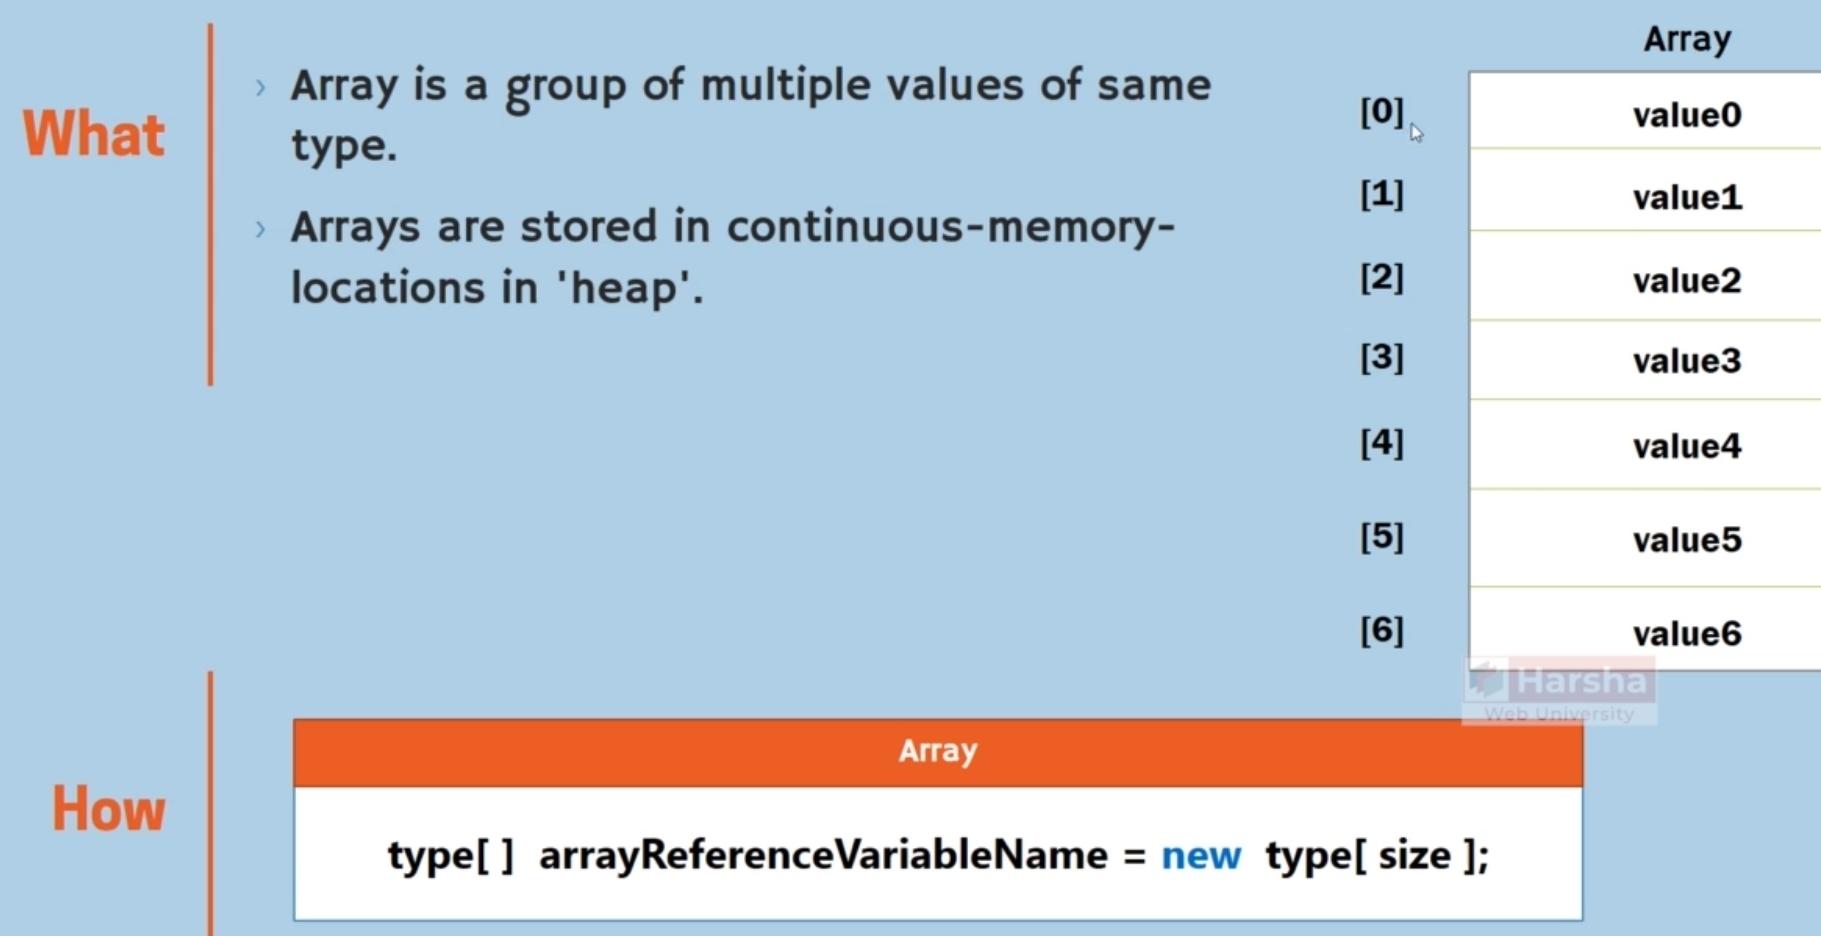 What
› Array is a group of multiple values of same
type.
› Arrays are stored in continuous-memory-
locations in 'heap'.
Array
[0] value0
[1] value1
[2] value2
[3] value3
[4] value4
[5] value5
[6] value6
Harsha
Web University
How
Array
type[ ] arrayReferenceVariableName = new type[ size ];